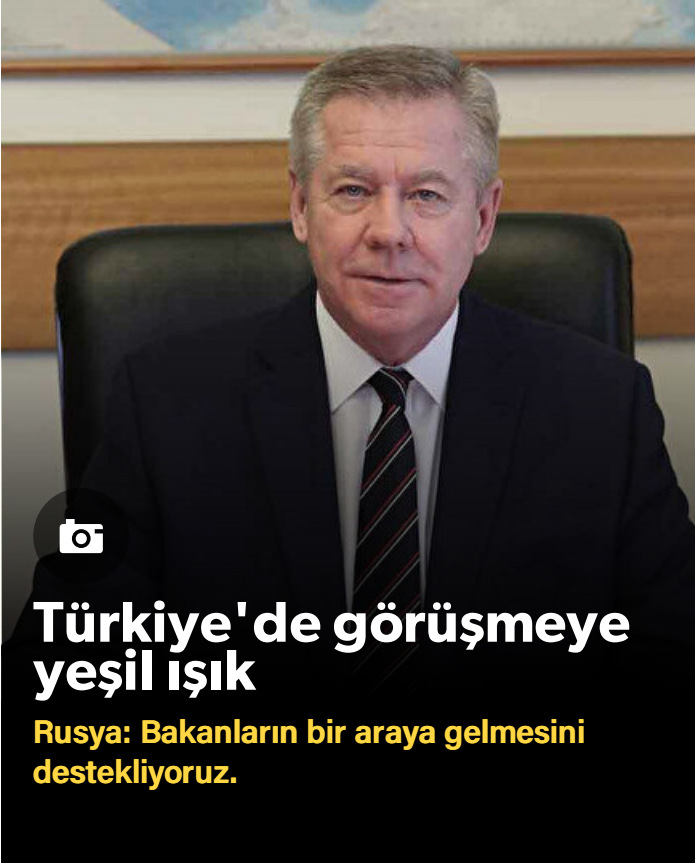 Türkiye'de görüşmeye
yeşil ışık
Rusya: Bakanların bir araya gelmesini
destekliyoruz.